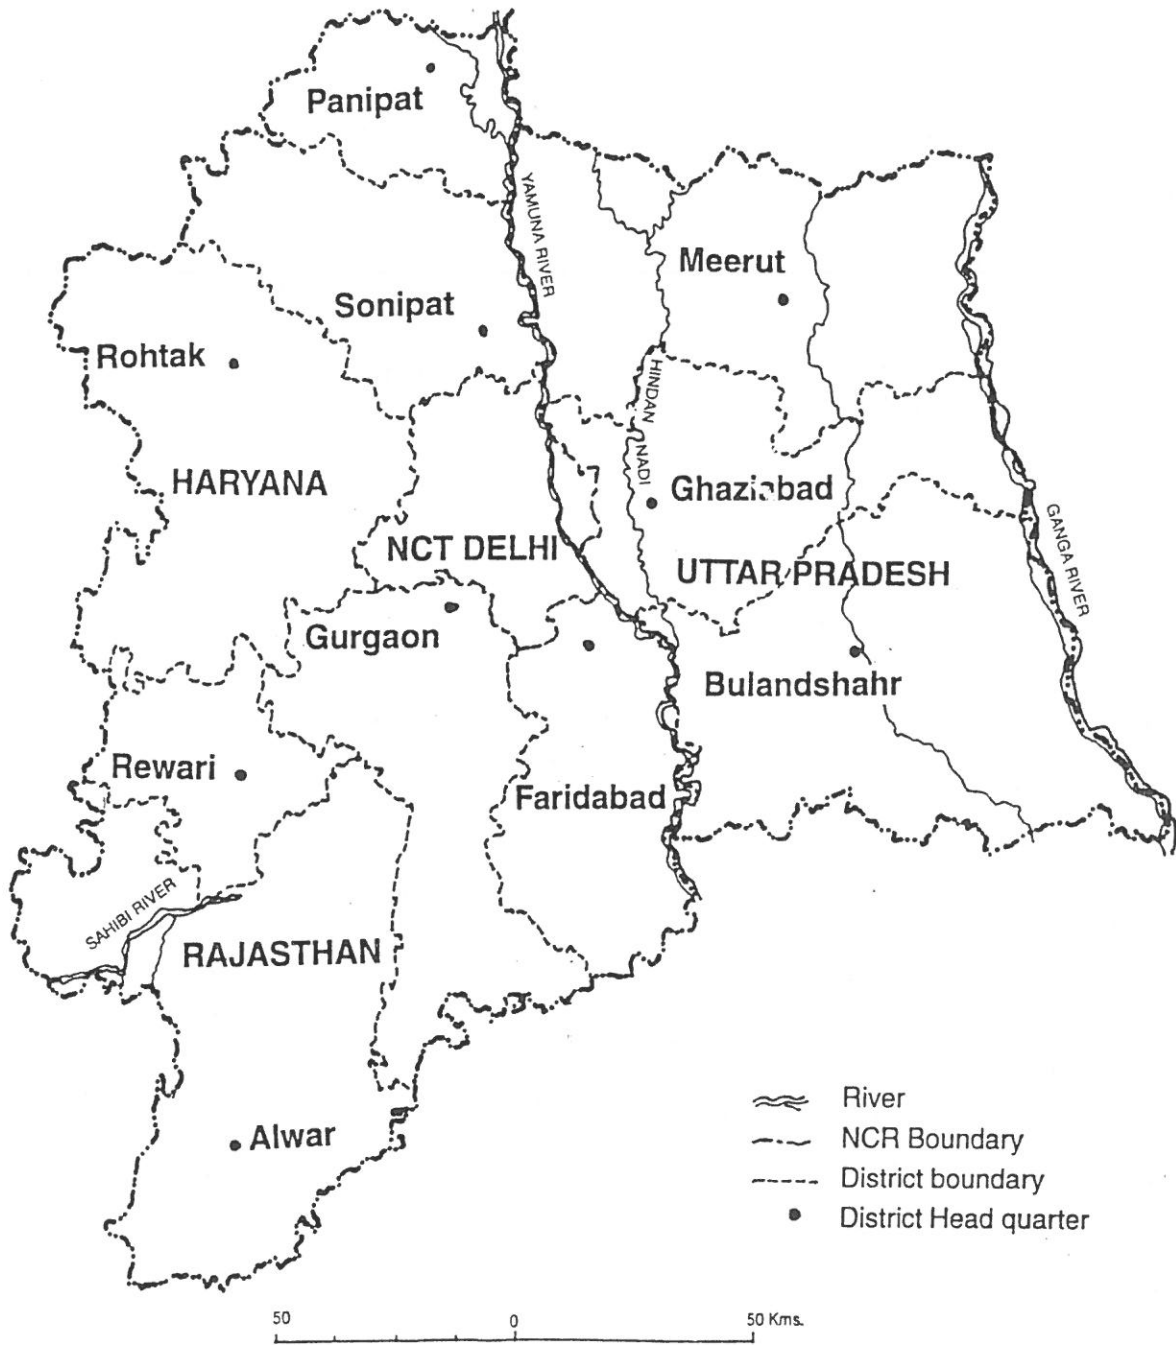 Panipat
YAMUNA RIVER
Meerut
Sonipat
Rohtak
HINDAN NADI
HARYANA
Ghaziabad
GANGA RIVER
NCT DELHI
UTTAR PRADESH
Gurgaon
Bulandshahr
Rewari
Faridabad
SAHIBI RIVER
RAJASTHAN
Alwar
River
NCR Boundary
District boundary
District Head quarter
50 0 50 Kms.